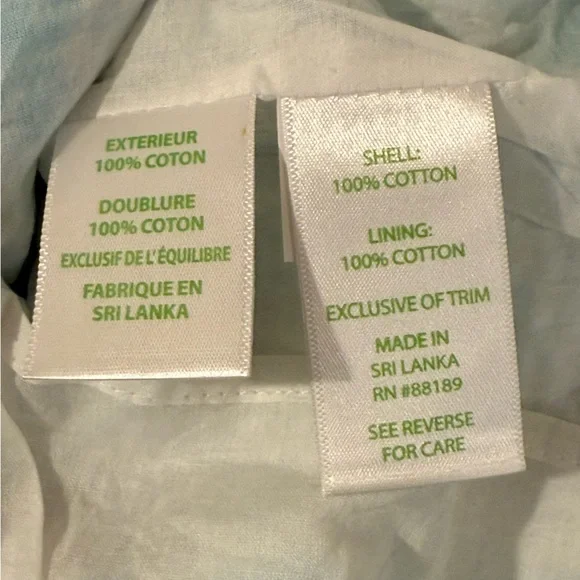 EXTERIEUR
100% COTON
DOUBLURE
100% COTON
EXCLUSIF DE L'ÉQUILIBRE
FABRIQUE EN
SRI LANKA
SHELL:
100% COTTON
LINING:
100% COTTON
EXCLUSIVE OF TRIM
MADE IN
SRI LANKA
RN #88189
SEE REVERSE
FOR CARE